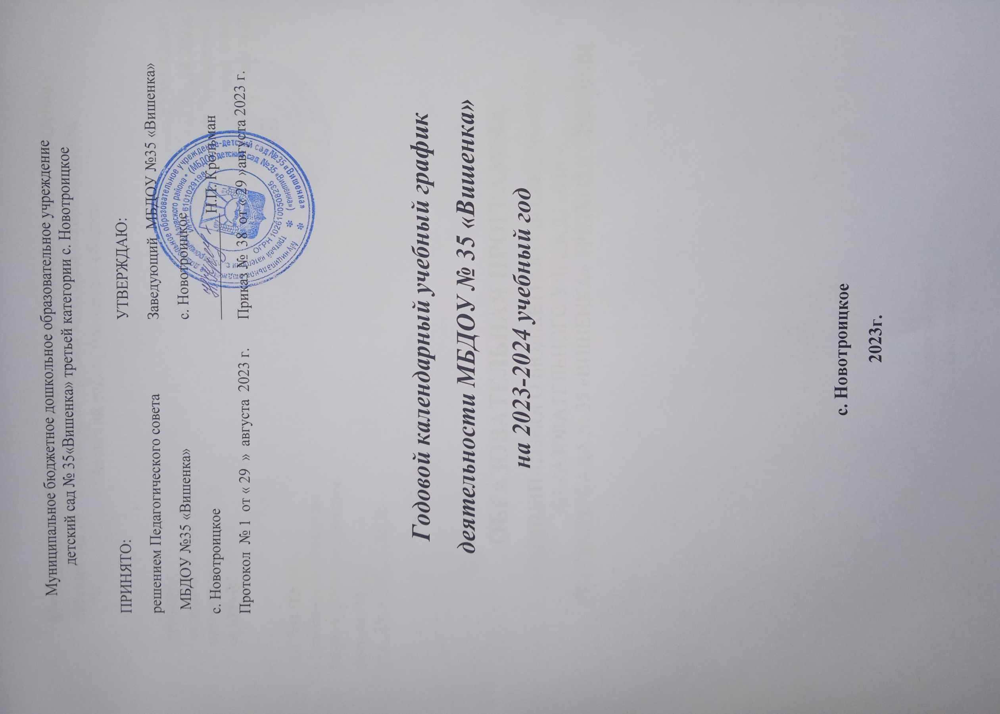 Муниципальное бюджетное дошкольное образовательное учреждение
детский сад № 35«Вишенка» третьей категории с. Новотроицкое
ПРИНЯТО:
решением Педагогического совета
МБДОУ №35 «Вишенка»
с. Новотроицкое
Протокол № 1 от « 29 » августа 2023 г.
УТВЕРЖДАЮ:
Заведующий МБДОУ №35 «Вишенка»
с. Новотроицкое
Н.П. Крольман
Приказ № 38 от « 29 »августа 2023 г.
Муниципальное бюджетное дошкольное образовательное учреждение-детский сад №35 «Вишенка»
третьей категории с. района • (МБДОУ детский сад №35 «Вишенка»)
ОГРН 1026100508235
ИНН 6101029198
Годовой календарный учебный график
деятельности МБДОУ № 35 «Вишенка»
на 2023-2024 учебный год
с. Новотроицкое
2023г.